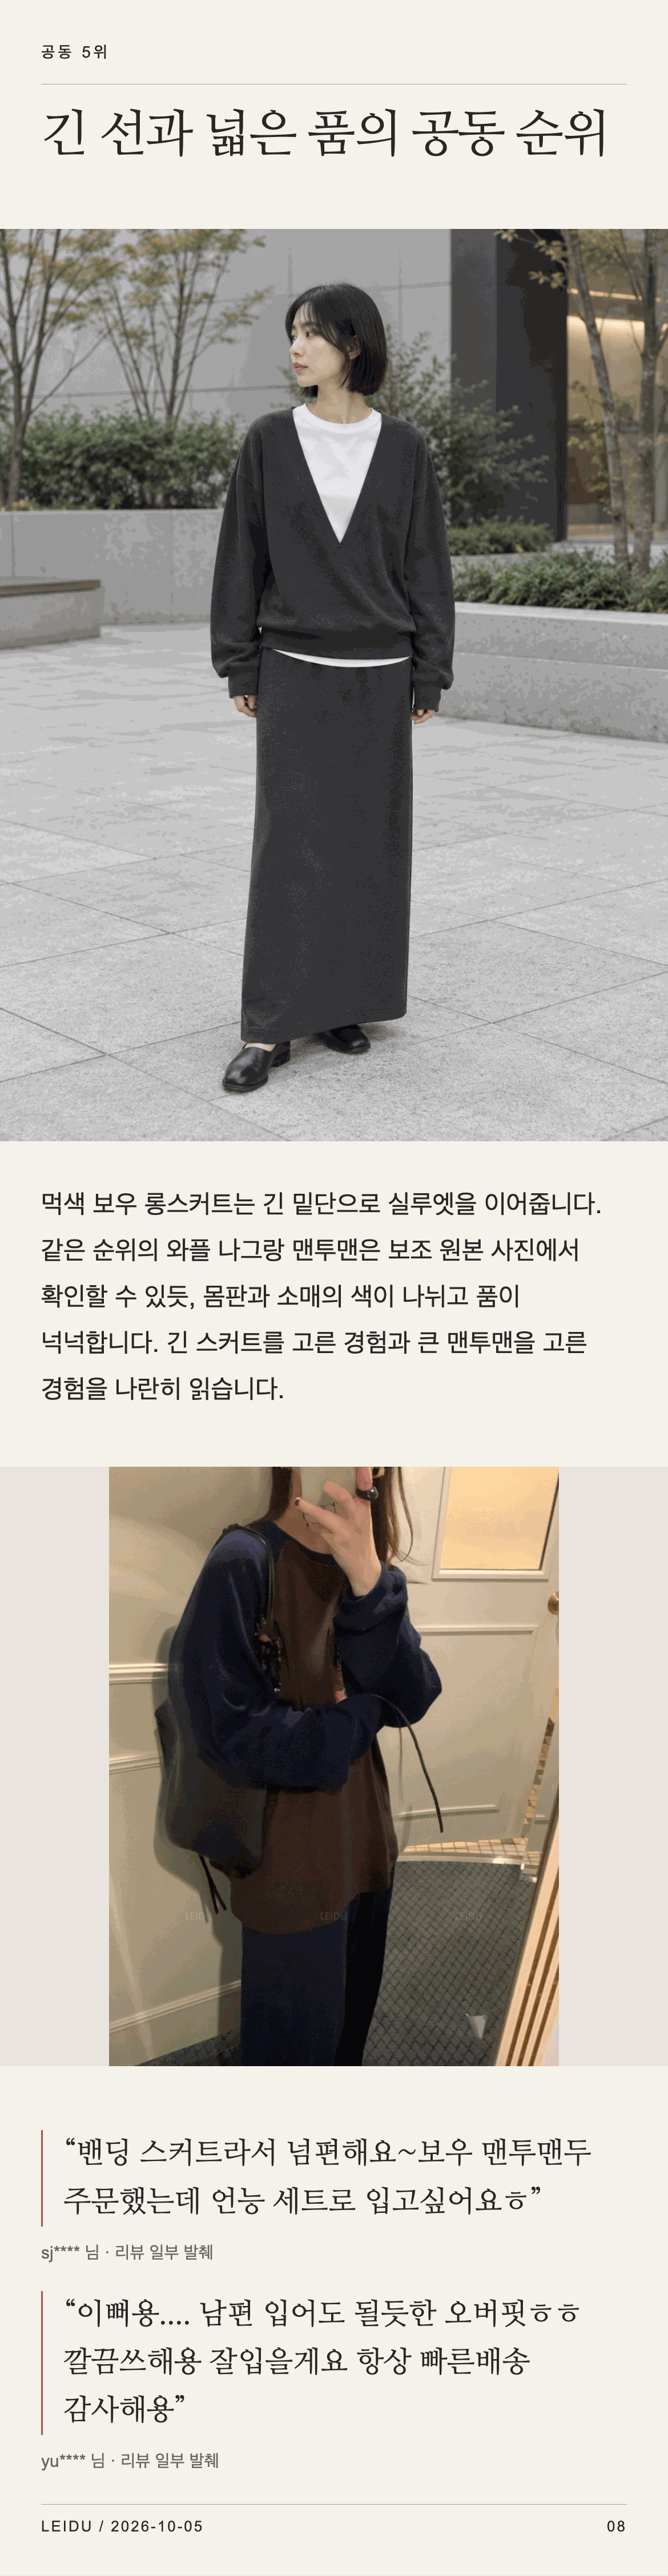 공동 5위
긴 선과 넓은 품의 공동 순위
먹색 보우 롱스커트는 긴 밑단으로 실루엣을 이어줍니다.
같은 순위의 와플 나그랑 맨투맨은 보조 원본 사진에서
확인할 수 있듯, 몸판과 소매의 색이 나뉘고 품이
넉넉합니다. 긴 스커트를 고른 경험과 큰 맨투맨을 고른
경험을 나란히 읽습니다.
LEIDU LEIDU LEIDU
“밴딩 스커트라서 넘편해요~보우 맨투맨두
주문했는데 언능 세트로 입고싶어요ㅎ”
sj**** 님 · 리뷰 일부 발췌
“이뻐용.... 남편 입어도 될듯한 오버핏ㅎㅎ
깔끔쓰해용 잘입을게요 항상 빠른배송
감사해용”
yu**** 님 · 리뷰 일부 발췌
LEIDU / 2026-10-05 08